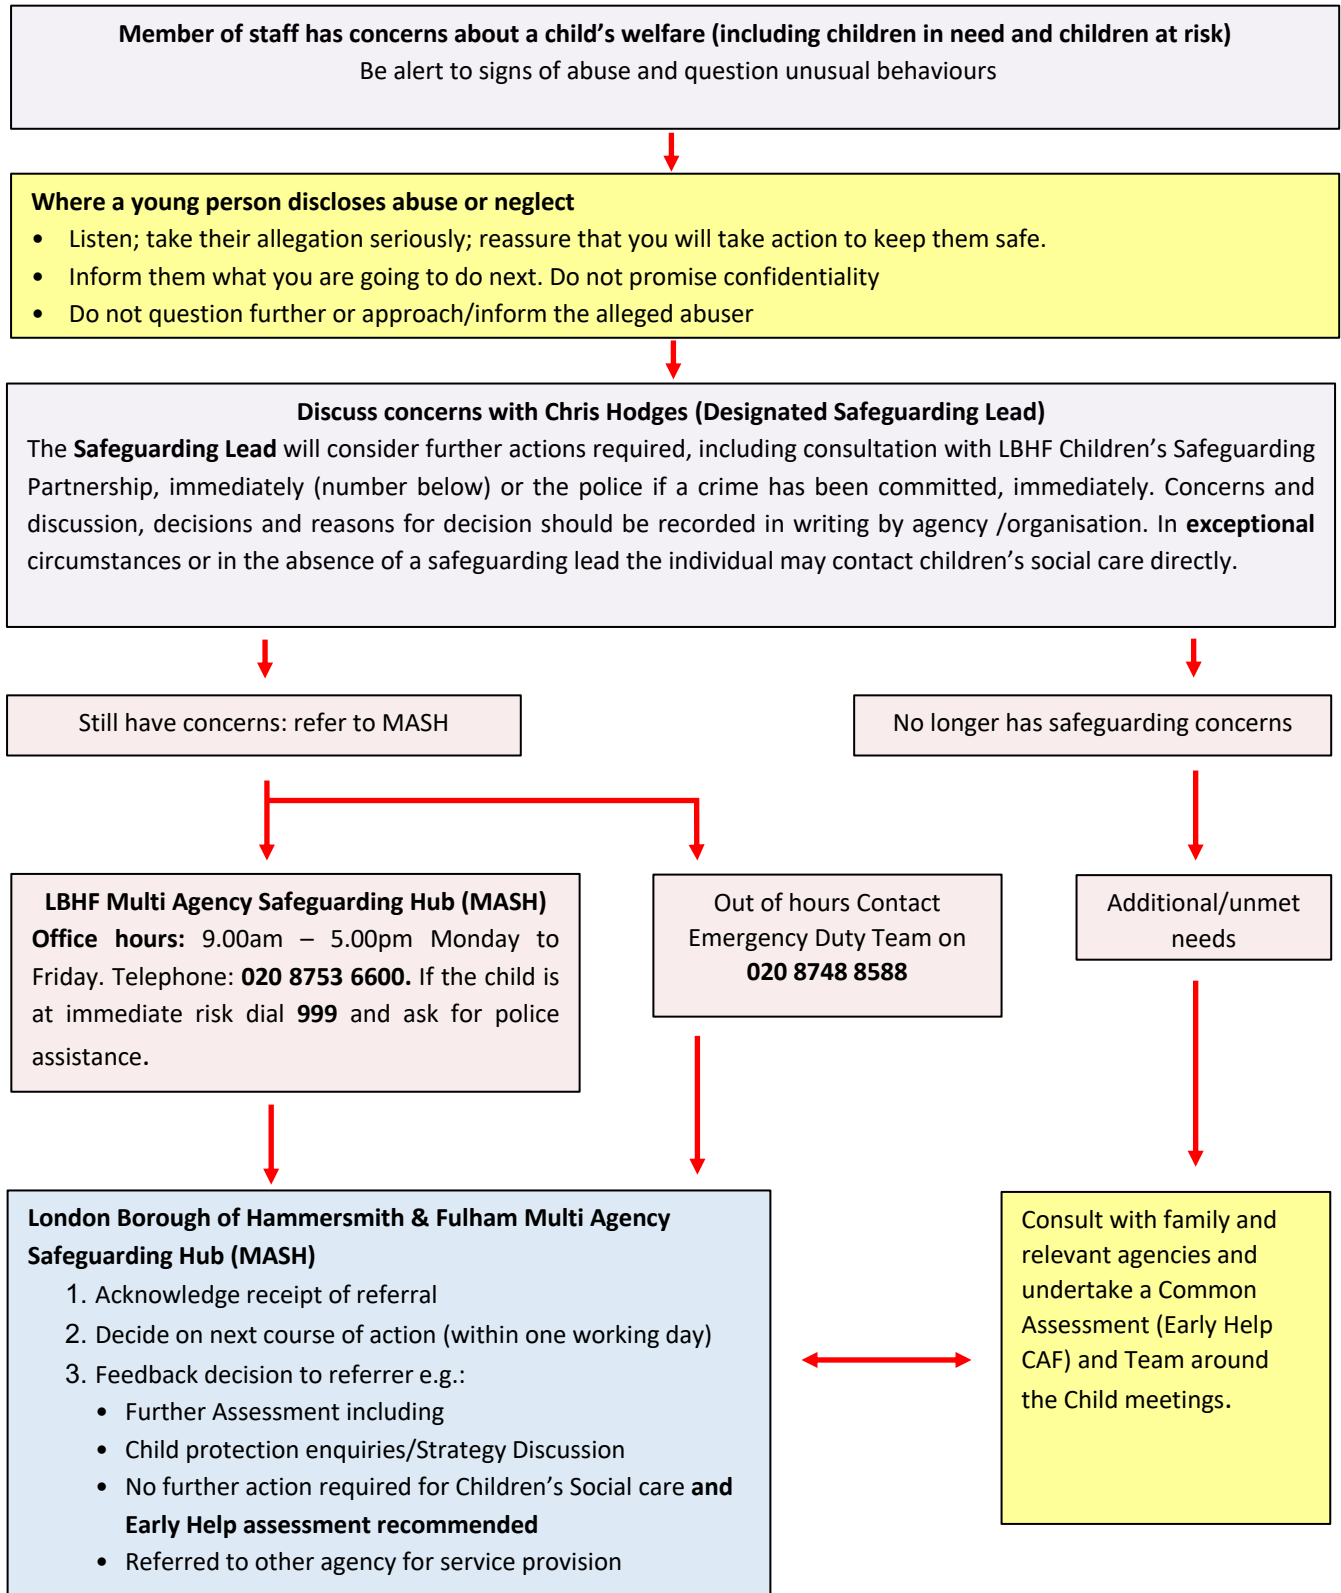 Member of staff has concerns about a child’s welfare (including children in need and children at risk)
Be alert to signs of abuse and question unusual behaviours
Where a young person discloses abuse or neglect
• Listen; take their allegation seriously; reassure that you will take action to keep them safe.
• Inform them what you are going to do next. Do not promise confidentiality
• Do not question further or approach/inform the alleged abuser
Discuss concerns with Chris Hodges (Designated Safeguarding Lead)
The Safeguarding Lead will consider further actions required, including consultation with LBHF Children’s Safeguarding
Partnership, immediately (number below) or the police if a crime has been committed, immediately. Concerns and
discussion, decisions and reasons for decision should be recorded in writing by agency /organisation. In exceptional
circumstances or in the absence of a safeguarding lead the individual may contact children’s social care directly.
Still have concerns: refer to MASH
No longer has safeguarding concerns
LBHF Multi Agency Safeguarding Hub (MASH)
Office hours: 9.00am – 5.00pm Monday to
Friday. Telephone: 020 8753 6600. If the child is
at immediate risk dial 999 and ask for police
assistance.
Out of hours Contact
Emergency Duty Team on
020 8748 8588
Additional/unmet
needs
London Borough of Hammersmith & Fulham Multi Agency
Safeguarding Hub (MASH)
1. Acknowledge receipt of referral
2. Decide on next course of action (within one working day)
3. Feedback decision to referrer e.g.:
• Further Assessment including
• Child protection enquiries/Strategy Discussion
• No further action required for Children’s Social care and
Early Help assessment recommended
• Referred to other agency for service provision
Consult with family and
relevant agencies and
undertake a Common
Assessment (Early Help
CAF) and Team around
the Child meetings.